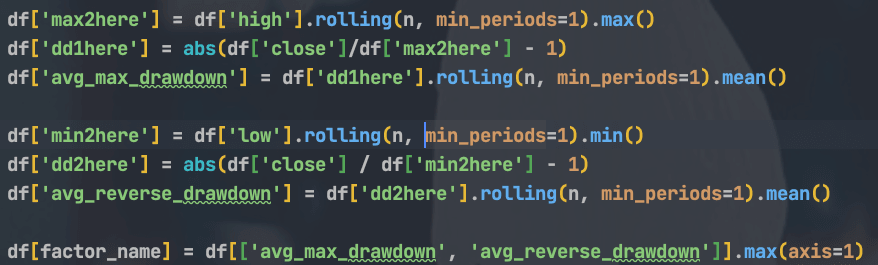 df['max2here'] = df['high'].rolling(n, min_periods=1).max()
df['dd1here'] = abs(df['close']/df['max2here'] - 1)
df['avg_max_drawdown'] = df['dd1here'].rolling(n, min_periods=1).mean()
df['min2here'] = df['low'].rolling(n, min_periods=1).min()
df['dd2here'] = abs(df['close'] / df['min2here'] - 1)
df['avg_reverse_drawdown'] = df['dd2here'].rolling(n, min_periods=1).mean()
df[factor_name] = df[['avg_max_drawdown', 'avg_reverse_drawdown']].max(axis=1)